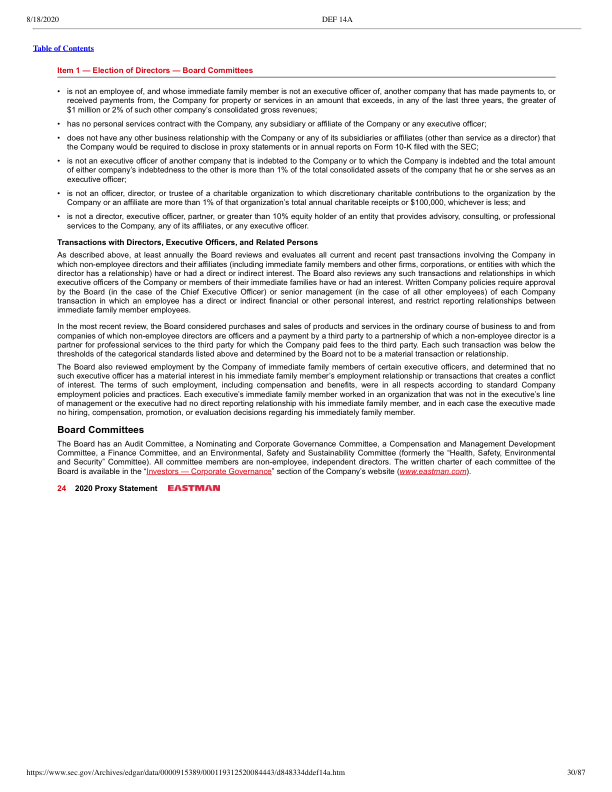 8/18/2020
DEF 14A
Table of Contents
Item 1 — Election of Directors — Board Committees
• is not an employee of, and whose immediate family member is not an executive officer of, another company that has made payments to, or
received payments from, the Company for property or services in an amount that exceeds, in any of the last three years, the greater of
$1 million or 2% of such other company's consolidated gross revenues;
• has no personal services contract with the Company, any subsidiary or affiliate of the Company or any executive officer;
• does not have any other business relationship with the Company or any of its subsidiaries or affiliates (other than service as a director) that
the Company would be required to disclose in proxy statements or in annual reports on Form 10-K filed with the SEC;
• is not an executive officer of another company that is indebted to the Company or to which the Company is indebted and the total amount
of either company's indebtedness to the other is more than 1% of the total consolidated assets of the company that he or she serves as an
executive officer;
• is not an officer, director, or trustee of a charitable organization to which discretionary charitable contributions to the organization by the
Company or an affiliate are more than 1% of that organization's total annual charitable receipts or $100,000, whichever is less; and
• is not a director, executive officer, partner, or greater than 10% equity holder of an entity that provides advisory, consulting, or professional
services to the Company, any of its affiliates, or any executive officer.
Transactions with Directors, Executive Officers, and Related Persons
As described above, at least annually the Board reviews and evaluates all current and recent past transactions involving the Company in
which non-employee directors and their affiliates (including immediate family members and other firms, corporations, or entities with which the
director has a relationship) have or had a direct or indirect interest. The Board also reviews any such transactions and relationships in which
executive officers of the Company or members of their immediate families have or had an interest. Written Company policies require approval
by the Board (in the case of the Chief Executive Officer) or senior management (in the case of all other employees) of each Company
transaction in which an employee has a direct or indirect financial or other personal interest, and restrict reporting relationships between
immediate family member employees.
In the most recent review, the Board considered purchases and sales of products and services in the ordinary course of business to and from
companies of which non-employee directors are officers and a payment by a third party to a partnership of which a non-employee director is a
partner for professional services to the third party for which the Company paid fees to the third party. Each such transaction was below the
thresholds of the categorical standards listed above and determined by the Board not to be a material transaction or relationship.
The Board also reviewed employment by the Company of immediate family members of certain executive officers, and determined that no
such executive officer has a material interest in his immediate family member's employment relationship or transactions that creates a conflict
of interest. The terms of such employment, including compensation and benefits, were in all respects according to standard Company
employment policies and practices. Each executive's immediate family member worked in an organization that was not in the executive's line
of management or the executive had no direct reporting relationship with his immediate family member, and in each case the executive made
no hiring, compensation, promotion, or evaluation decisions regarding his immediately family member.
Board Committees
The Board has an Audit Committee, a Nominating and Corporate Governance Committee, a Compensation and Management Development
Committee, a Finance Committee, and an Environmental, Safety and Sustainability Committee (formerly the "Health, Safety, Environmental
and Security" Committee). All committee members are non-employee, independent directors. The written charter of each committee of the
Board is available in the "Investors — Corporate Governance" section of the Company's website (www.eastman.com).
24 2020 Proxy Statement EASTMAN
https://www.sec.gov/Archives/edgar/data/0000915389/000119312520084443/d848334ddef14a.htm
30/87